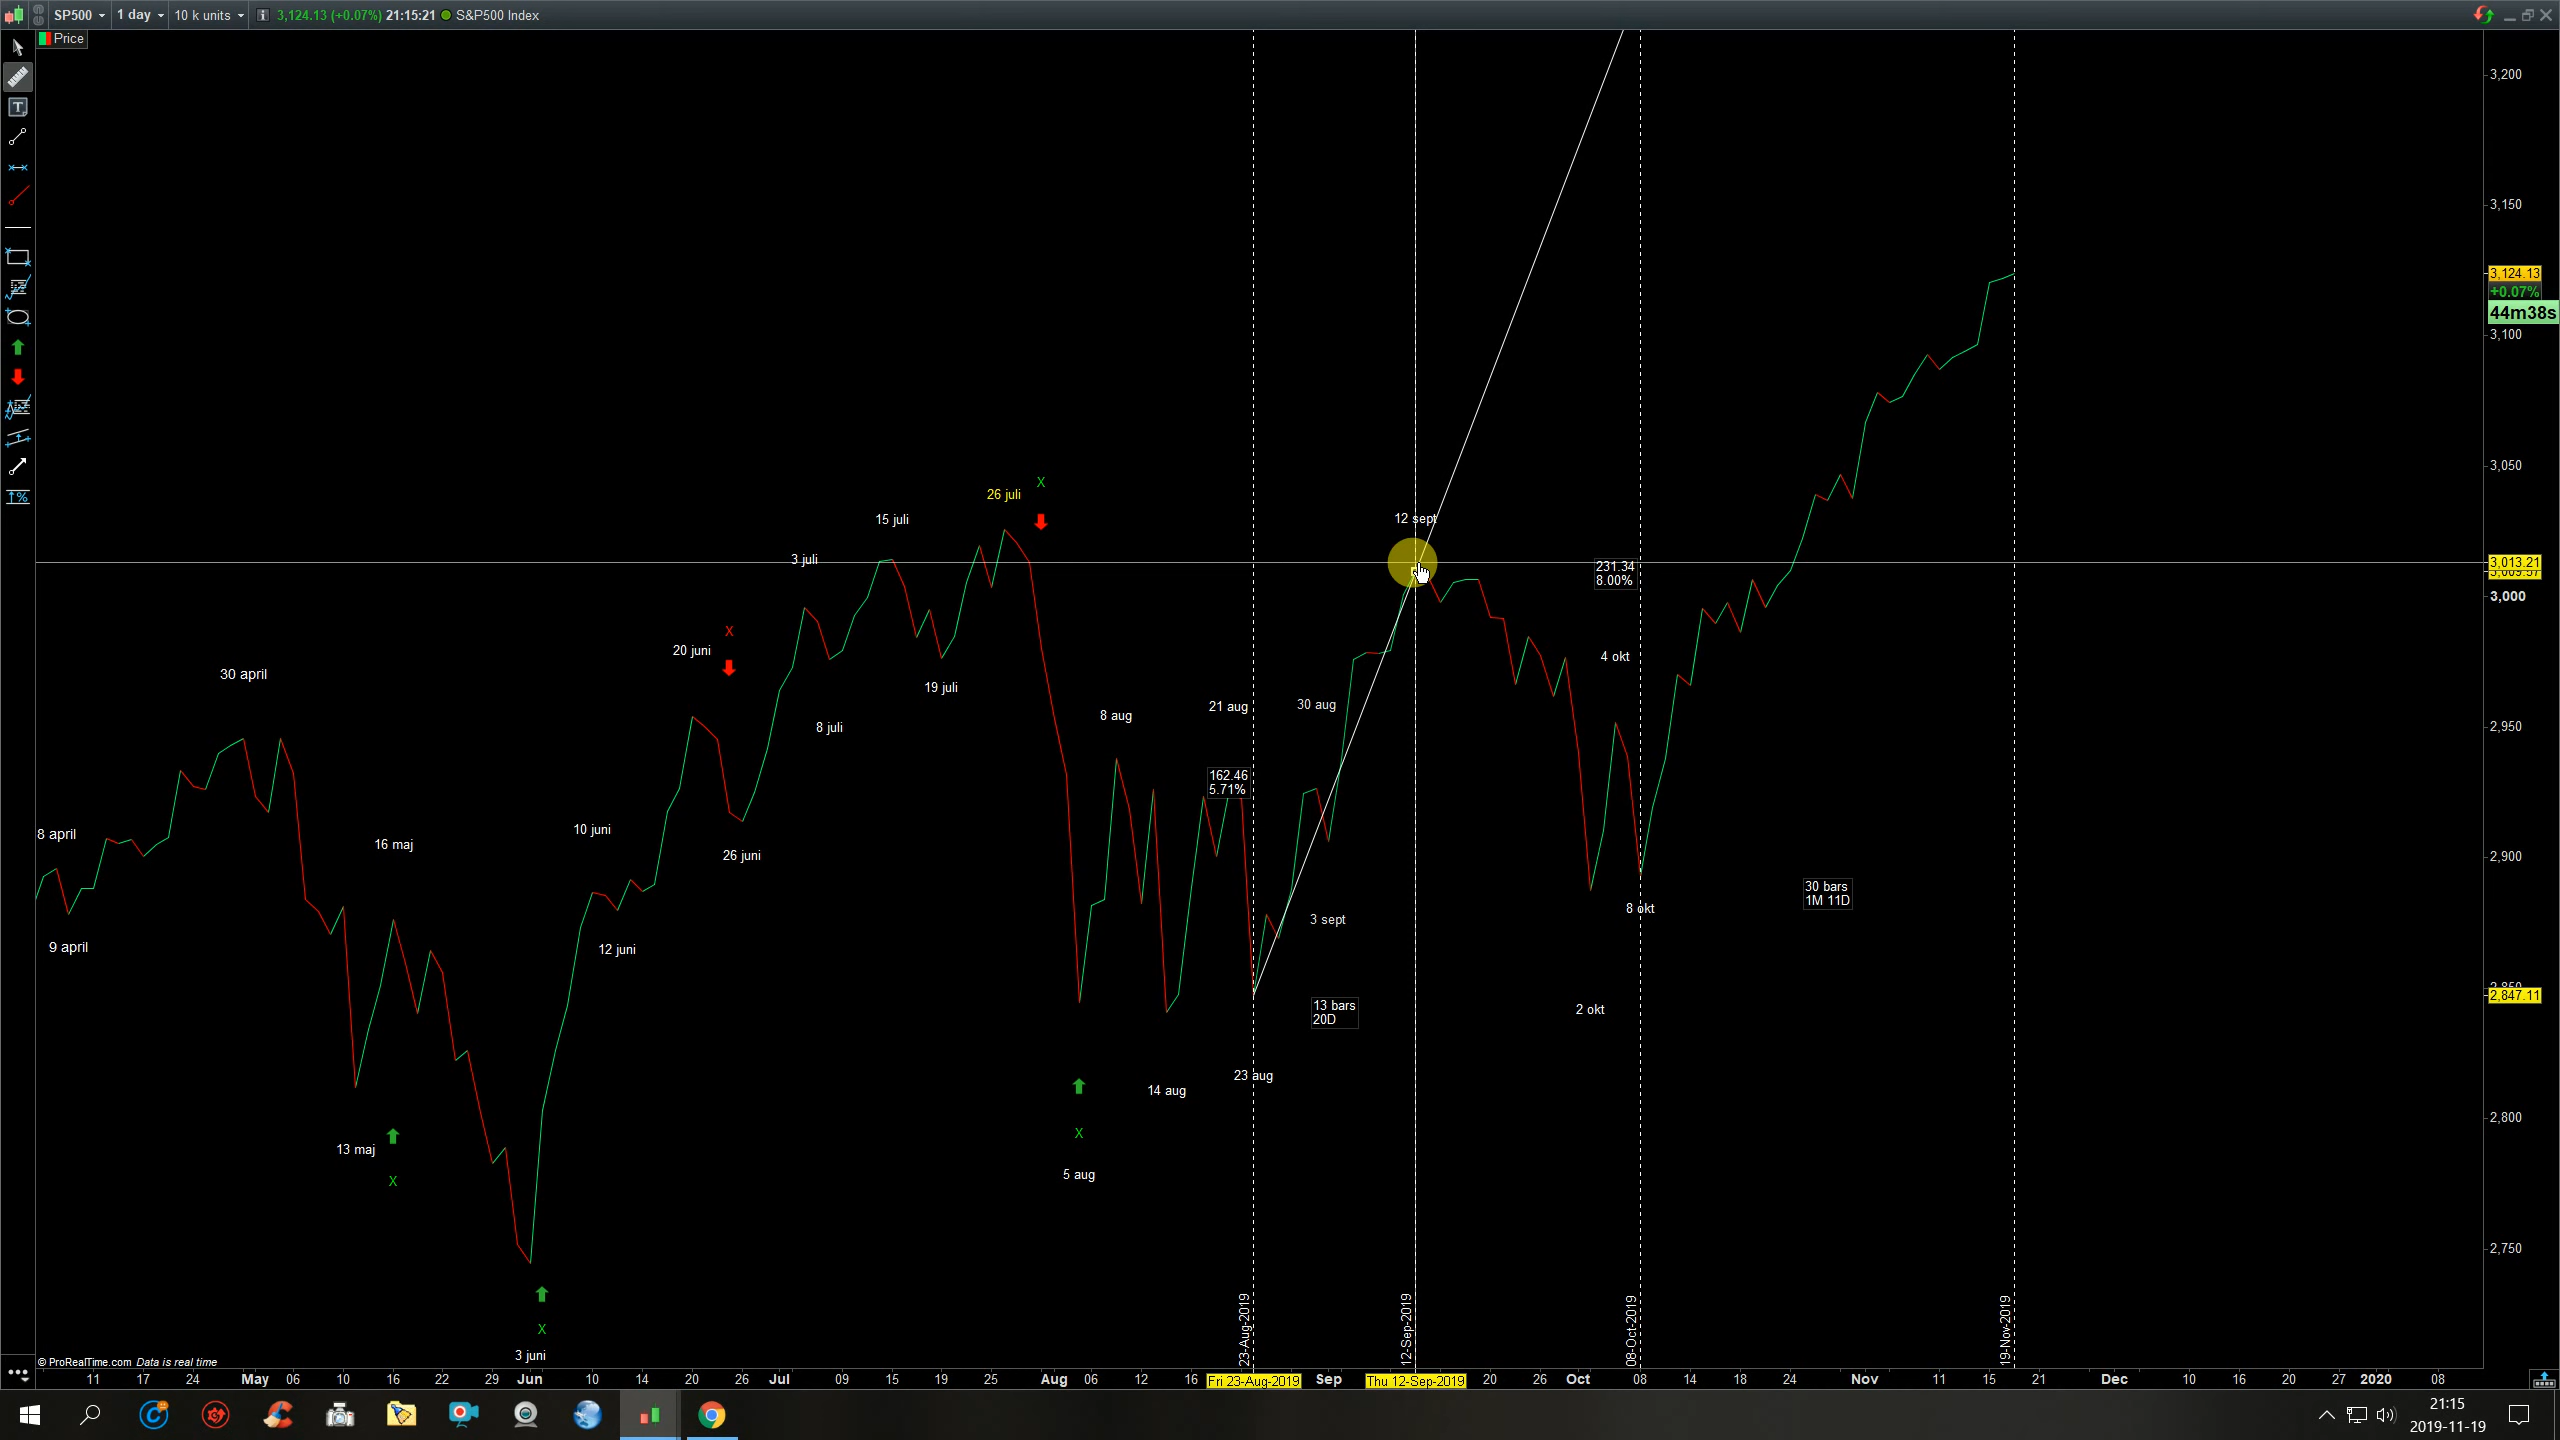 SP500 1 day 10 k units 3,124.13 (+0.07%) 21:15:21 S&P500 Index
Price
3,200
3,150
3,124.13
+0.07%
44m38s
3,100
3,050
X
26 juli
15 juli
12 sept
3 juli
3,013.21
231.34
8.00%
3,000
X
20 juni
4 okt
30 april
19 juli
30 aug
21 aug
8 aug
8 juli
2,950
162.46
5.71%
8 april
10 juni
16 maj
26 juni
2,900
30 bars
1M 11D
8 okt
3 sept
9 april
12 juni
2,850
2,847.11
13 bars
20D
2 okt
23 aug
14 aug
2,800
X
13 maj
5 aug
X
2,750
X
3 juni
23-Aug-2019
12-Sep-2019
08-Oct-2019
19-Nov-2019
© ProRealTime.com Data is real time
11 17 24 May 06 10 16 22 29 Jun 10 14 20 26 Jul 09 15 19 25 Aug 06 12 16 Fri 23-Aug-2019 Sep Thu 12-Sep-2019 20 26 Oct 08 14 18 24 Nov 11 15 21 Dec 10 16 20 27 2020 08
21:15
2019-11-19